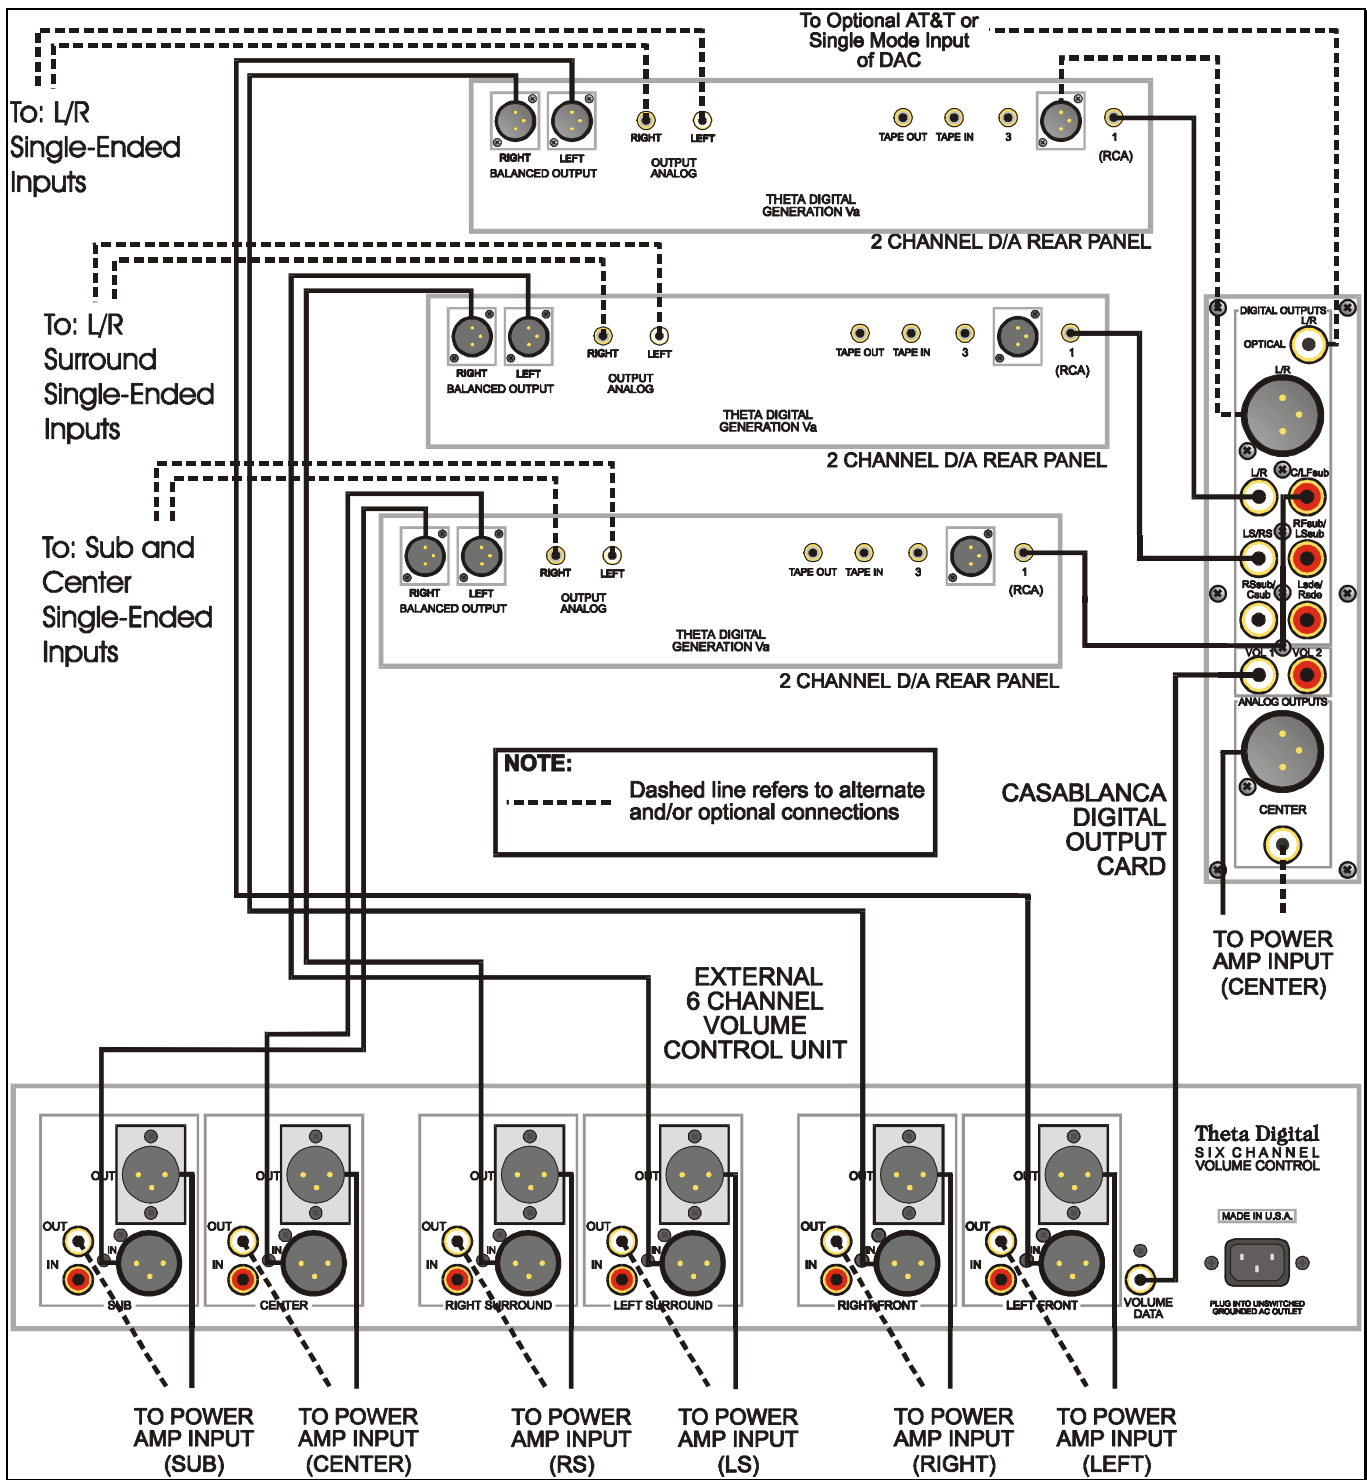 To Optional AT&T or
Single Mode Input
of DAC
To: L/R
Single-Ended
Inputs
RIGHT
LEFT
BALANCED OUTPUT
RIGHT
LEFT
OUTPUT
ANALOG
TAPE OUT
TAPE IN
3
1
(RCA)
THETA DIGITAL
GENERATION Va
2 CHANNEL D/A REAR PANEL
To: L/R
Surround
Single-Ended
Inputs
RIGHT
LEFT
BALANCED OUTPUT
RIGHT
LEFT
OUTPUT
ANALOG
TAPE OUT
TAPE IN
3
1
(RCA)
THETA DIGITAL
GENERATION Va
2 CHANNEL D/A REAR PANEL
To: Sub and
Center
Single-Ended
Inputs
RIGHT
LEFT
BALANCED OUTPUT
RIGHT
LEFT
OUTPUT
ANALOG
TAPE OUT
TAPE IN
3
1
(RCA)
THETA DIGITAL
GENERATION Va
2 CHANNEL D/A REAR PANEL
DIGITAL OUTPUTS
L/R
OPTICAL
L/R
L/R
C/LFsub
RFsub/
LSsub
LS/RS
RSsub/
Csub
Lsde/
Rsde
VOL 1
VOL 2
ANALOG OUTPUTS
CENTER
NOTE:
Dashed line refers to alternate
and/or optional connections
CASABLANCA
DIGITAL
OUTPUT
CARD
TO POWER
AMP INPUT
(CENTER)
EXTERNAL
6 CHANNEL
VOLUME
CONTROL UNIT
OUT
OUT
IN
IN
SUB
OUT
OUT
IN
IN
CENTER
OUT
OUT
IN
IN
RIGHT SURROUND
OUT
OUT
IN
IN
LEFT SURROUND
OUT
OUT
IN
IN
RIGHT FRONT
OUT
OUT
IN
IN
LEFT FRONT
VOLUME
DATA
Theta Digital
SIX CHANNEL
VOLUME CONTROL
MADE IN U.S.A.
PLUG INTO UNSWITCHED
GROUNDED AC OUTLET
TO POWER
AMP INPUT
(SUB)
TO POWER
AMP INPUT
(CENTER)
TO POWER
AMP INPUT
(RS)
TO POWER
AMP INPUT
(LS)
TO POWER
AMP INPUT
(RIGHT)
TO POWER
AMP INPUT
(LEFT)